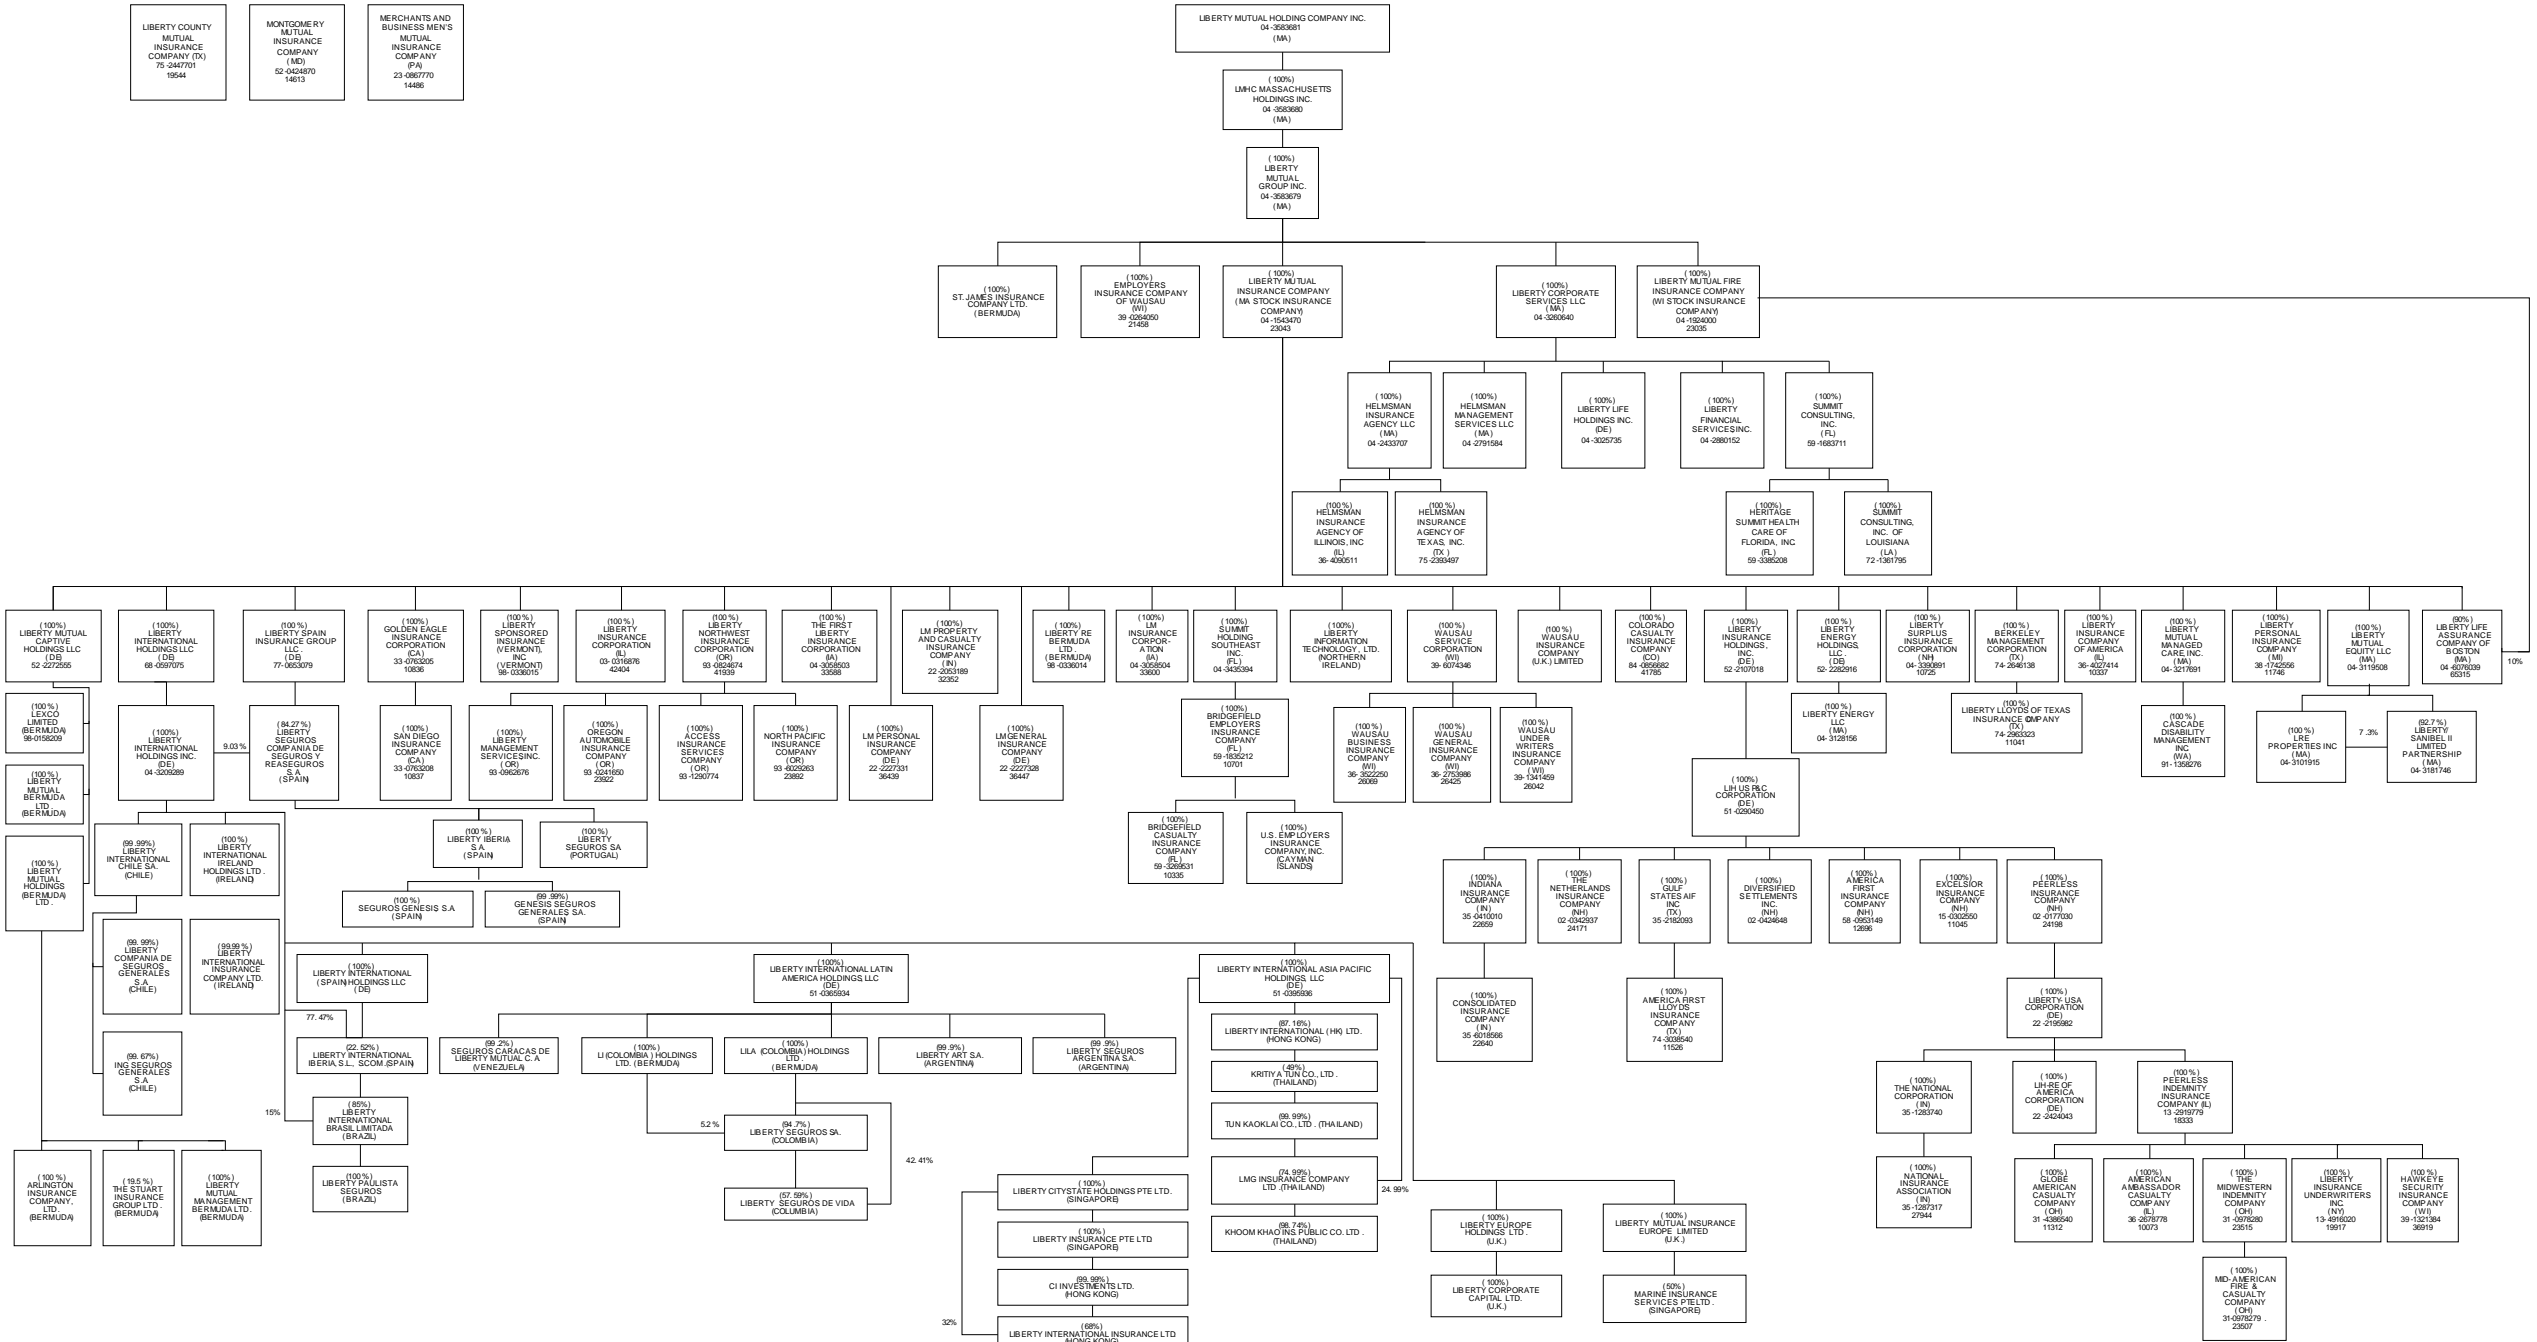 LIBERTY COUNTY
MUTUAL
INSURANCE
COMPANY (TX)
75 -2447701
19544
MONTGOMERY
MUTUAL
INSURANCE
COMPANY
( MD)
52 -0424870
14613
MERCHANTS AND
BUSINESS MEN'S
MUTUAL
INSURANCE
COMPANY
(PA)
23 -0867770
14486
LIBERTY MUTUAL HOLDING COMPANY INC.
04 -3583681
( MA)
( 100%)
LMHC MASSACHUSETTS
HOLDINGS INC.
04 -3583680
( MA)
( 100%)
LIBERTY
MUTUAL
GROUP INC.
04 -3583679
( MA)
( 100%)
ST. JAMES INSURANCE
COMPANY LTD.
( BERMUDA)
( 100%)
EMPLOYERS
INSURANCE COMPANY
OF WAUSAU
(WI)
39 -0264050
21458
( 100%)
LIBERTY MUTUAL
INSURANCE COMPANY
( MA STOCK INSURANCE
COMPANY)
04 -1543470
23043
( 100%)
LIBERTY CORPORATE
SERVICES LLC
( MA)
04 -3260640
( 100%)
LIBERTY MUTUAL FIRE
INSURANCE COMPANY
(WI STOCK INSURANCE
COMPANY)
04 -1924000
23035
( 100%)
HELMSMAN
INSURANCE
AGENCY LLC
( MA)
04 -2433707
( 100%)
HELMSMAN
MANAGEMENT
SERVICES LLC
( MA)
04 -2791584
( 100%)
LIBERTY LIFE
HOLDINGS INC.
(DE)
04 -3025735
( 100%)
LIBERTY
FINANCIAL
SERVICES, INC.
04 -2880152
( 100%)
SUMMIT
CONSULTING,
INC.
( FL)
59 -1683711
(100 %)
HELMSMAN
INSURANCE
AGENCY OF
ILLINOIS, INC
(IL)
36- 4090511
(100 %)
HELMSMAN
INSURANCE
AGENCY OF
TEXAS, INC.
(TX )
75 -2393497
(100%)
HERITAGE
SUMMIT HEALTH
CARE OF
FLORIDA, INC.
(FL )
59 -3385208
(100%)
SUMMIT
CONSULTING,
INC. OF
LOUISIANA
( LA)
72 -1361795
(100%)
LIBERTY MUTUAL
CAPTIVE
HOLDINGS LLC
( DE)
52 -2272555
(100%)
LIBERTY
INTERNATIONAL
HOLDINGS LLC
( DE)
68 -0597075
(100%)
LIBERTY SPAIN
INSURANCE GROUP
LLC .
( DE)
77- 0653079
(100%)
GOLDEN EAGLE
INSURANCE
CORPORATION
(CA)
33 -0763205
10836
(100 %)
LIBERTY
SPONSORED
INSURANCE
(VERMONT),
INC
( VERMONT)
98- 0336015
(100 %)
LIBERTY
INSURANCE
CORPORATION
(IL)
03- 0316876
42404
(100 %)
LIBERTY
NORTHWEST
INSURANCE
CORPORATION
(OR)
93 -0824674
41939
(100 %)
THE FIRST
LIBERTY
INSURANCE
CORPORATION
(IA)
04 -3058503
33588
(100%)
LM PROPERTY
AND CASUALTY
INSURANCE
COMPANY
( IN)
22 -2053189
32352
(100%)
LIBERTY RE
BERMUDA
LTD .
( BERMUDA)
98 -0336014
(100%)
LM
INSURANCE
CORPOR-
ATION
(IA)
04 -3058504
33600
(100%)
SUMMIT
HOLDING
SOUTHEAST
INC.
(FL)
04 -3435394
(100 %)
LIBERTY
INFORMATION
TECHNOLOGY , LTD.
(NORTHERN
IRELAND)
(100 %)
WAUSAU
SERVICE
CORPORATION
(WI)
39- 6074346
(100 %)
WAUSAU
INSURANCE
COMPANY
(U.K.) LIMITED
(100 %)
COLORADO
CASUALTY
INSURANCE
COMPANY
(CO)
84 -0856682
41785
(100%)
LIBERTY
INSURANCE
HOLDINGS,
INC.
(DE)
52 -2107018
(100%)
LIBERTY
ENERGY
HOLDINGS,
LLC .
( DE)
52- 2282916
(100 %)
LIBERTY
SURPLUS
INSURANCE
CORPORATION
( NH)
04- 3390891
10725
(100 %)
BERKELEY
MANAGEMENT
CORPORATION
(TX)
74- 2646138
(100 %)
LIBERTY
INSURANCE
COMPANY
OF AMERICA
(IL)
36- 4027414
10337
(100%)
LIBERTY
MUTUAL
MANAGED
CARE, INC.
( MA)
04- 3217691
(100%)
LIBERTY
PERSONAL
INSURANCE
COMPANY
( MI)
38 -1742556
11746
(100 %)
LIBERTY
MUTUAL
EQUITY LLC
(MA)
04- 3119508
(90%)
LIBERTY LIFE
ASSURANCE
COMPANY OF
BOSTON
(MA)
04 -6076039
65315
10%
(100 %)
LEXCO
LIMITED
(BERMUDA)
98-0158209
(100%)
LIBERTY
INTERNATIONAL
HOLDINGS INC.
(DE)
04 -3209289
9.03 %
( 84.27 %)
LIBERTY
SEGUROS
COMPANIA DE
SEGUROS Y
REASEGUROS
S. A
( SPAIN)
(100%)
SAN DIEGO
INSURANCE
COMPANY
(CA)
33 -0763208
10837
(100 %)
LIBERTY
MANAGEMENT
SERVICES, INC.
( OR)
93 -0962676
(100%)
OREGON
AUTOMOBILE
INSURANCE
COMPANY
( OR)
93 -0241650
23922
(100%)
ACCESS
INSURANCE
SERVICES
COMPANY
( OR)
93 -1290774
(100%)
NORTH PACIFIC
INSURANCE
COMPANY
(OR)
93 -6029263
23892
(100 %)
LM PERSONAL
INSURANCE
COMPANY
(DE)
22 -2227331
36439
(100%)
LM GENERAL
INSURANCE
COMPANY
(DE)
22 -2227328
36447
(100%)
BRIDGEFIELD
EMPLOYERS
INSURANCE
COMPANY
(FL)
59 -1835212
10701
(100 %)
WAUSAU
BUSINESS
INSURANCE
COMPANY
(WI)
36- 3522250
26069
(100%)
WAUSAU
GENERAL
INSURANCE
COMPANY
(WI)
36- 2753986
26425
(100 %)
WAUSAU
UNDER-
WRITERS
INSURANCE
COMPANY
( WI)
39- 1341459
26042
(100 %)
LIBERTY ENERGY
LLC
( MA)
04- 3128156
(100 %)
LIBERTY LLOYDS OF TEXAS
INSURANCE COMPANY
(TX)
74- 2963323
11041
(100 %)
CASCADE
DISABILITY
MANAGEMENT
INC.
(WA)
91- 1358276
(100 %)
LRE
PROPERTIES INC
( MA)
04- 3101915
7 .3%
(92.7 %)
LIBERTY/
SANIBEL II
LIMITED
PARTNERSHIP
( MA)
04- 3181746
(100 %)
LIBERTY
MUTUAL
BERMUDA
LTD .
(BERMUDA)
(100%)
LIH US P&C
CORPORATION
(DE)
51 -0290450
(100 %)
LIBERTY
MUTUAL
HOLDINGS
(BERMUDA)
LTD .
(99 .99%)
LIBERTY
INTERNATIONAL
CHILE SA.
(CHILE)
(100 %)
LIBERTY
INTERNATIONAL
IRELAND
HOLDINGS LTD .
(IRELAND)
(100 %)
LIBERTY IBERIA,
S. A.
( SPAIN)
(100 %)
LIBERTY
SEGUROS SA
(PORTUGAL)
( 100%)
BRIDGEFIELD
CASUALTY
INSURANCE
COMPANY
(FL)
59 -3269531
10335
(100%)
U.S. EMPLOYERS
INSURANCE
COMPANY, INC.
(CAYMAN
ISLANDS)
(100 %)
SEGUROS GENESIS S.A.
( SPAIN)
(99 .99%)
GENESIS SEGUROS
GENERALES S.A.
(SPAIN)
(100%)
INDIANA
INSURANCE
COMPANY
( IN)
35 -0410010
22659
( 100%)
THE
NETHERLANDS
INSURANCE
COMPANY
(NH)
02 -0342937
24171
( 100%)
GULF
STATES AIF
INC
(TX)
35 -2182093
(100%)
DIVERSIFIED
SETTLEMENTS
INC.
(NH)
02 -0424648
( 100%)
AMERICA
FIRST
INSURANCE
COMPANY
(NH)
58 -0953149
12696
(100%)
EXCELSIOR
INSURANCE
COMPANY
(NH)
15 -0302550
11045
( 100%)
PEERLESS
INSURANCE
COMPANY
(NH)
02 -0177030
24198
(99. 99%)
LIBERTY
COMPANIA DE
SEGUROS
GENERALES
S. A
(CHILE)
( 99.99 %)
LIBERTY
INTERNATIONAL
INSURANCE
COMPANY LTD.
( IRELAND)
(100%)
LIBERTY INTERNATIONAL
( SPAIN) HOLDINGS LLC
( DE)
( 100%)
LIBERTY INTERNATIONAL LATIN
AMERICA HOLDINGS, LLC
(DE)
51 -0365934
(100%)
LIBERTY INTERNATIONAL ASIA PACIFIC
HOLDINGS, LLC
(DE)
51 -0395936
(100%)
CONSOLIDATED
INSURANCE
COMPANY
( IN)
35 -6018566
22640
(100%)
AMERICA FIRST
LLOYDS
INSURANCE
COMPANY
(TX)
74 -3038540
11526
(100%)
LIBERTY- USA
CORPORATION
(DE)
22 -2195982
77. 47%
(22. 52%)
LIBERTY INTERNATIONAL
IBERIA, S.L., SCOM.(SPAIN)
(99 .2%)
SEGUROS CARACAS DE
LIBERTY MUTUAL C. A.
(VENEZUELA)
(100%)
LI (COLOMBIA ) HOLDINGS
LTD. ( BERMUDA)
(100%)
LILA (COLOMBIA) HOLDINGS
LTD .
( BERMUDA)
(99 .9%)
LIBERTY ART S.A.
(ARGENTINA)
(99 .9%)
LIBERTY SEGUROS
ARGENTINA S.A.
(ARGENTINA)
(87. 16%)
LIBERTY INTERNATIONAL ( HK) LTD.
(HONG KONG)
( 49%)
KRITIYA TUN CO., LTD .
(THAILAND)
(99. 99%)
TUN KAOKLAI CO., LTD . (THAILAND)
(99. 67%)
ING SEGUROS
GENERALES
S. A
(CHILE)
15%
( 85%)
LIBERTY
INTERNATIONAL
BRASIL LIMITADA
( BRAZIL)
5.2 %
(94 .7%)
LIBERTY SEGUROS SA.
(COLOMBIA)
42. 41%
(57. 59%)
LIBERTY SEGUROS DE VIDA
(COLUMBIA)
(74. 99%)
LMG INSURANCE COMPANY
LTD .(THAILAND)
24. 99%
(98. 74%)
KHOOM KHAO INS. PUBLIC CO. LTD .
(THAILAND)
(100%)
THE NATIONAL
CORPORATION
( IN)
35 -1283740
(100%)
LIH-RE OF
AMERICA
CORPORATION
(DE)
22 -2424043
(100 %)
PEERLESS
INDEMNITY
INSURANCE
COMPANY (IL)
13 -2919779
18333
( 100 %)
ARLINGTON
INSURANCE
COMPANY,
LTD.
(BERMUDA)
( 19.5 %)
THE STUART
INSURANCE
GROUP LTD .
(BERMUDA)
(100%)
LIBERTY
MUTUAL
MANAGEMENT
BERMUDA LTD.
(BERMUDA)
(100 %)
LIBERTY PAULISTA
SEGUROS
(BRAZIL)
(100%)
LIBERTY CITYSTATE HOLDINGS PTE LTD.
(SINGAPORE)
( 100%)
LIBERTY INSURANCE PTE LTD.
(SINGAPORE)
(99. 99%)
CI INVESTMENTS LTD.
(HONG KONG)
32%
( 68%)
LIBERTY INTERNATIONAL INSURANCE LTD.
(HONG KONG)
(100%)
LIBERTY EUROPE
HOLDINGS LTD .
(U.K.)
(100%)
LIBERTY MUTUAL INSURANCE
EUROPE LIMITED
(U.K.)
(100%)
LIBERTY CORPORATE
CAPITAL LTD.
(U.K.)
(50%)
MARINE INSURANCE
SERVICES PTE LTD .
(SINGAPORE)
( 100%)
NATIONAL
INSURANCE
ASSOCIATION
( IN)
35 -1287317
27944
(100%)
GLOBE
AMERICAN
CASUALTY
COMPANY
( OH)
31 -4386540
11312
(100%)
AMERICAN
AMBASSADOR
CASUALTY
COMPANY
(IL)
36 -2678778
10073
(100%)
THE
MIDWESTERN
INDEMNITY
COMPANY
(OH)
31 -0978280
23515
( 100 %)
LIBERTY
INSURANCE
UNDERWRITERS
INC.
(NY)
13- 4916020
19917
(100 %)
HAWKEYE
SECURITY
INSURANCE
COMPANY
( WI)
39 -1321384
36919
( 100%)
MID- AMERICAN
FIRE &
CASUALTY
COMPANY
( OH)
31-0978279 .
23507